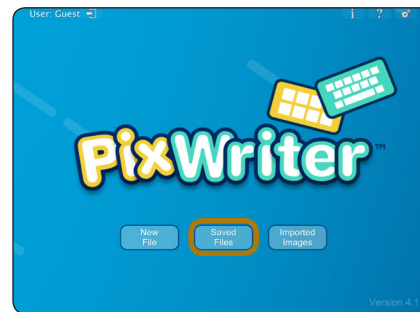 User: Guest
i ?
PixWriter™
New
File
Saved
Files
Imported
Images
Version 4.1